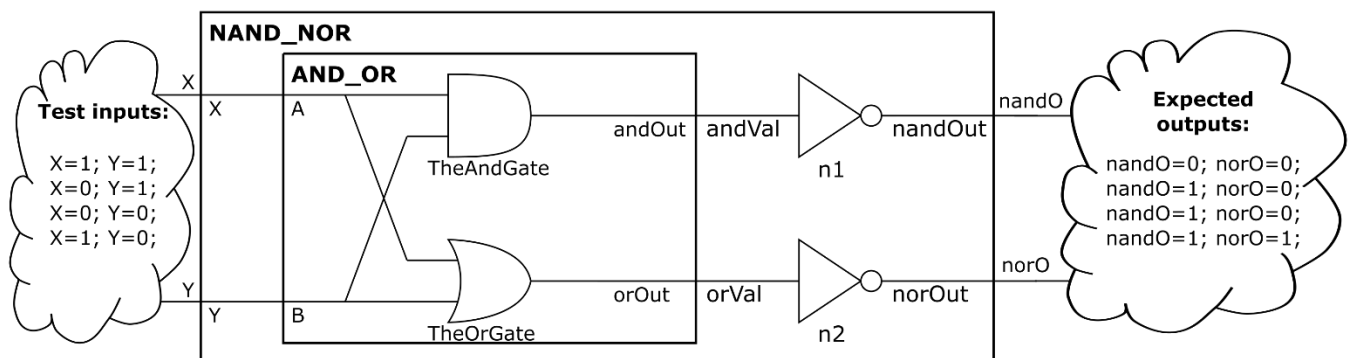 NAND_NOR
AND_OR
X
X
A
Test inputs:
X=1; Y=1;
X=0; Y=1;
X=0; Y=0;
X=1; Y=0;
Y
Y
B
TheAndGate
TheOrGate
andOut
andVal
n1
nandOut
nandO
orOut
orVal
n2
norOut
norO
Expected
outputs:
nandO=0; norO=0;
nandO=1; norO=0;
nandO=1; norO=0;
nandO=1; norO=1;